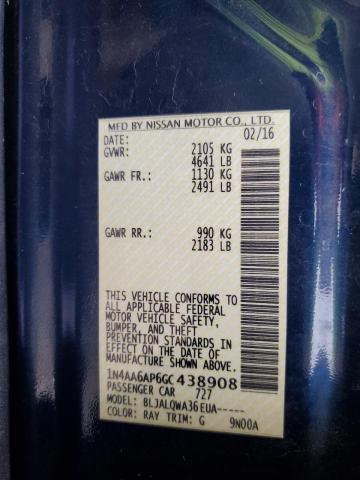 MFD BY NISSAN MOTOR CO., LTD.
DATE: 02/16
GVWR: 2105 KG
4641 LB
GAWR FR.: 1130 KG
2491 LB
GAWR RR.: 990 KG
2183 LB
THIS VEHICLE CONFORMS TO
ALL APPLICABLE FEDERAL
MOTOR VEHICLE SAFETY,
BUMPER, AND THEFT
PREVENTION STANDARDS IN
EFFECT ON THE DATE OF
MANUFACTURE SHOWN ABOVE.
1N4AA6AP6GC438908
PASSENGER CAR 727
MODEL: BLJALQWA36EUA-----
COLOR: RAY TRIM: G 9N00A